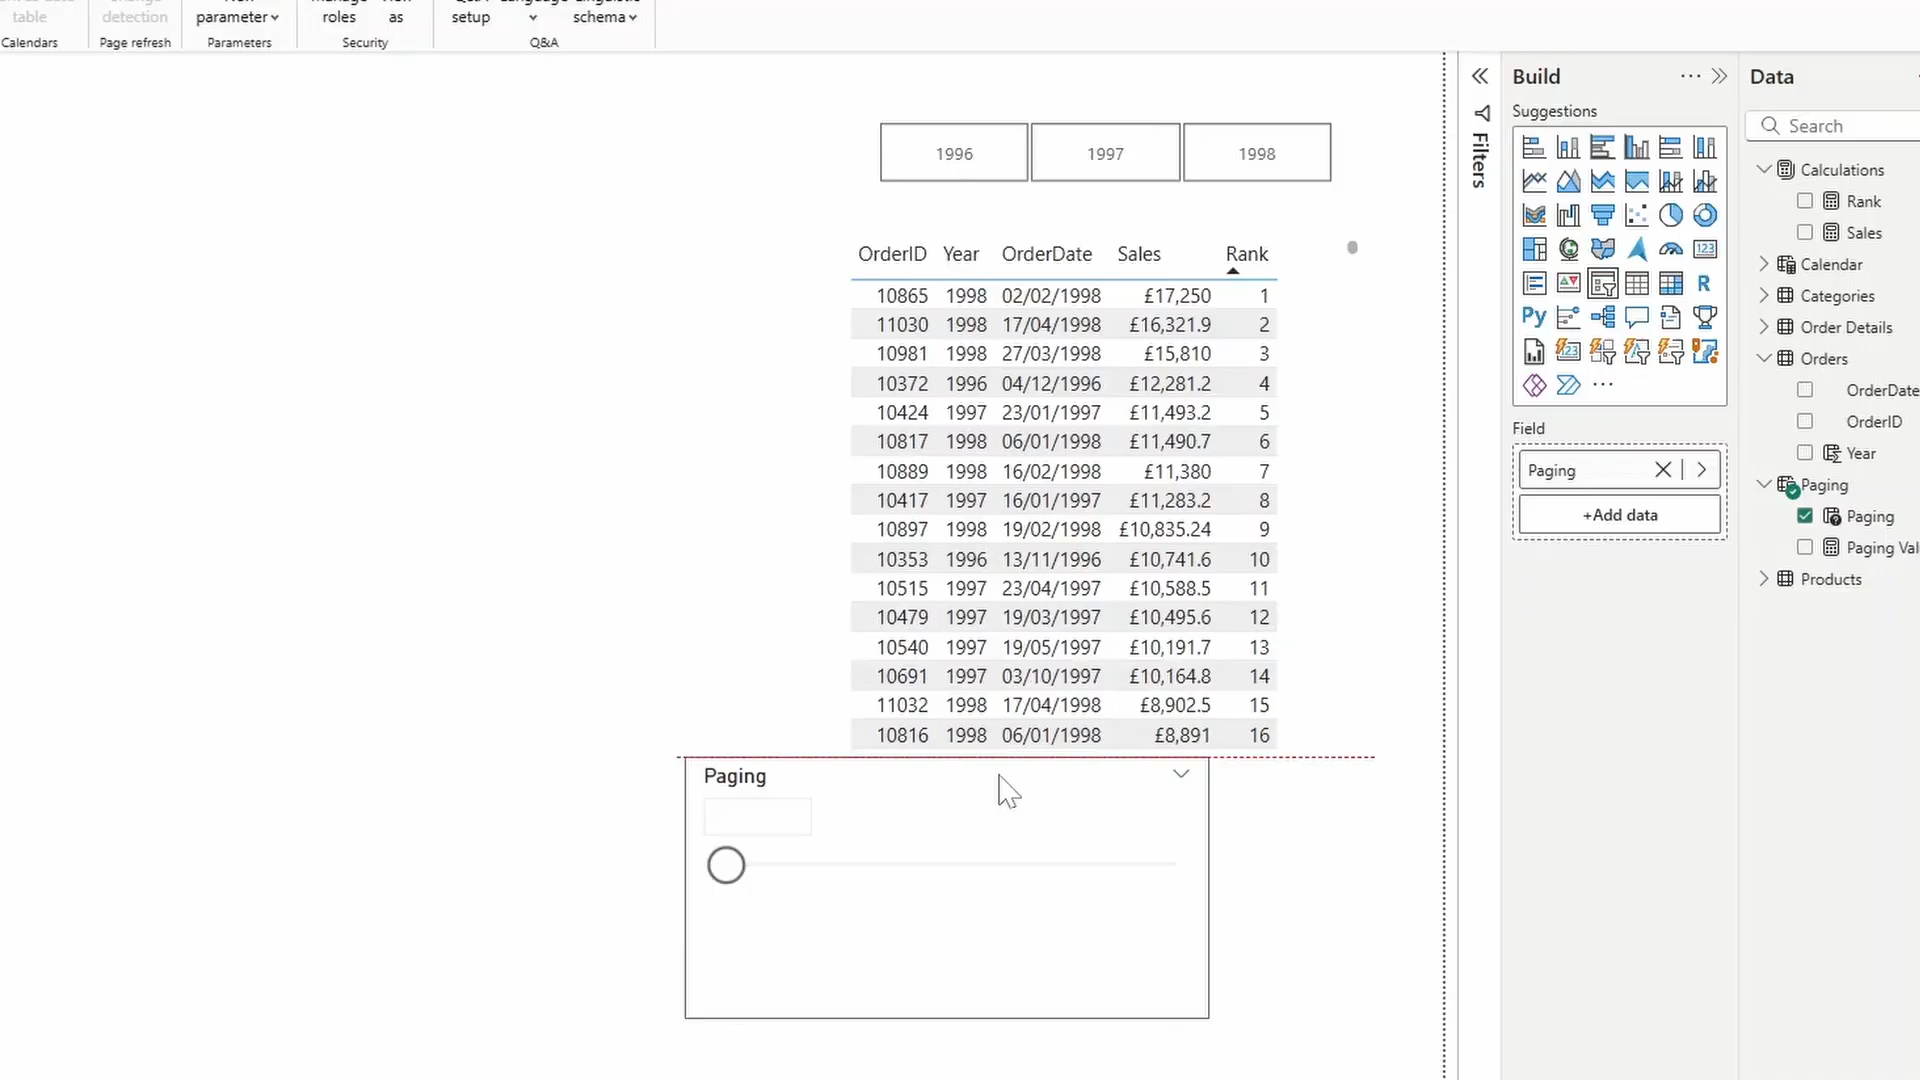 New
table
detection
parameter
roles
as
setup
schema
Calendars
Page refresh
Parameters
Security
Q&A
Build
Data
Suggestions
Search
Filters
1996
1997
1998
OrderID Year OrderDate Sales Rank
10865 1998 02/02/1998 £17,250 1
11030 1998 17/04/1998 £16,321.9 2
10981 1998 27/03/1998 £15,810 3
10372 1996 04/12/1996 £12,281.2 4
10424 1997 23/01/1997 £11,493.2 5
10817 1998 06/01/1998 £11,490.7 6
10889 1998 16/02/1998 £11,380 7
10417 1997 16/01/1997 £11,283.2 8
10897 1998 19/02/1998 £10,835.24 9
10353 1996 13/11/1996 £10,741.6 10
10515 1997 23/04/1997 £10,588.5 11
10479 1997 19/03/1997 £10,495.6 12
10540 1997 19/05/1997 £10,191.7 13
10691 1997 03/10/1997 £10,164.8 14
11032 1998 17/04/1998 £8,902.5 15
10816 1998 06/01/1998 £8,891 16
Paging
123
R
Py
123
Field
Paging
+Add data
Calculations
Rank
Sales
Calendar
Categories
Order Details
Orders
OrderDate
OrderID
Year
Paging
Paging
Paging Val
Products